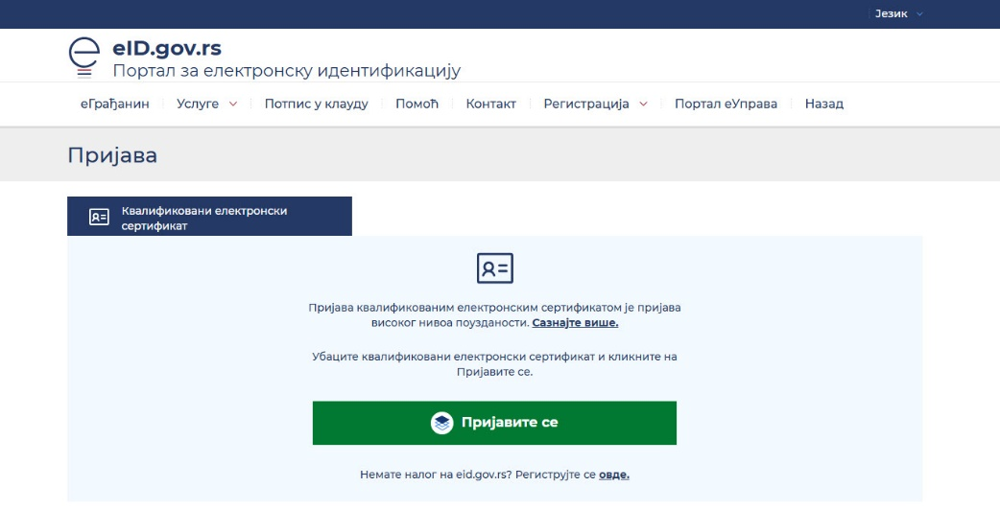 Језик
eID.gov.rs
Портал за електронску идентификацију
еГрађанин Услуге Потпис у клауду Помоћ Контакт Регистрација Портал еУправа Назад
Пријава
Квалификовани електронски
сертификат
Пријава квалификованим електронским сертификатом је пријава
високог нивоа поузданости. Сазнајте више.
Убаците квалификовани електронски сертификат и кликните на
Пријавите се.
Пријавите се
Немате налог на eid.gov.rs? Региструјте се овде.